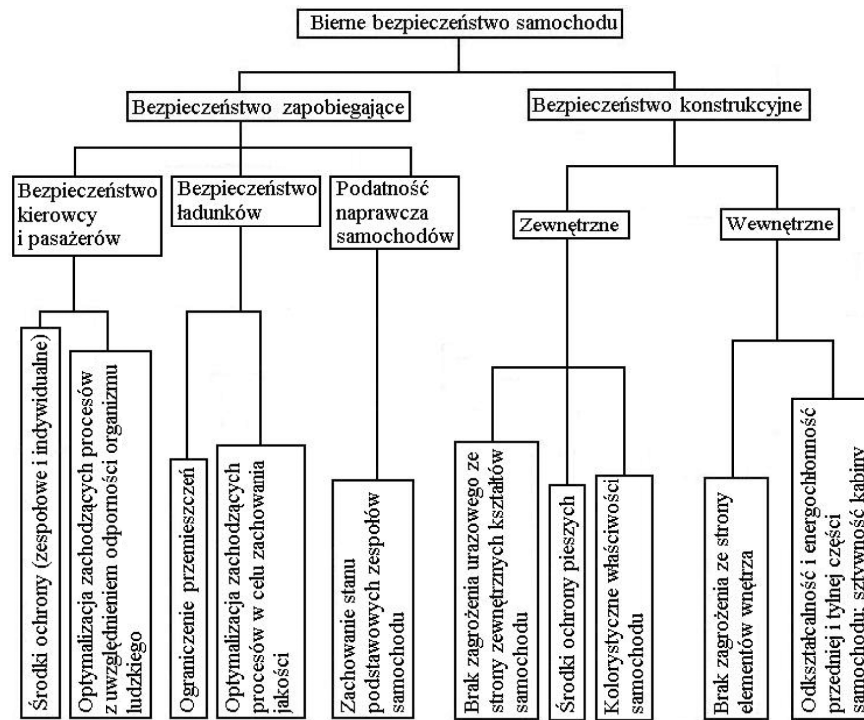 Bierne bezpieczeństwo samochodu
Bezpieczeństwo zapobiegające
Bezpieczeństwo konstrukcyjne
Bezpieczeństwo
kierowcy
i pasażerów
Bezpieczeństwo
ładunków
Podatność
naprawcza
samochodów
Zewnętrzne
Wewnętrzne
Środki ochrony (zespołowe i indywidualne)
Optymalizacja zachodzących procesów
z uwzględnieniem odporności organizmu
ludzkiego
Ograniczenie przemieszczeń
Optymalizacja zachodzących
procesów w celu zachowania
jakości
Zachowanie stanu
podstawowych zespołów
samochodu
Brak zagrożenia urazowego ze
strony zewnętrznych kształtów
samochodu
Środki ochrony pieszych
Kolorystyczne właściwości
samochodu
Brak zagrożenia ze strony
elementów wnętrza
Odkształcalność i energochłonność
przedniej i tylnej części
samochodu; sztywność kabiny